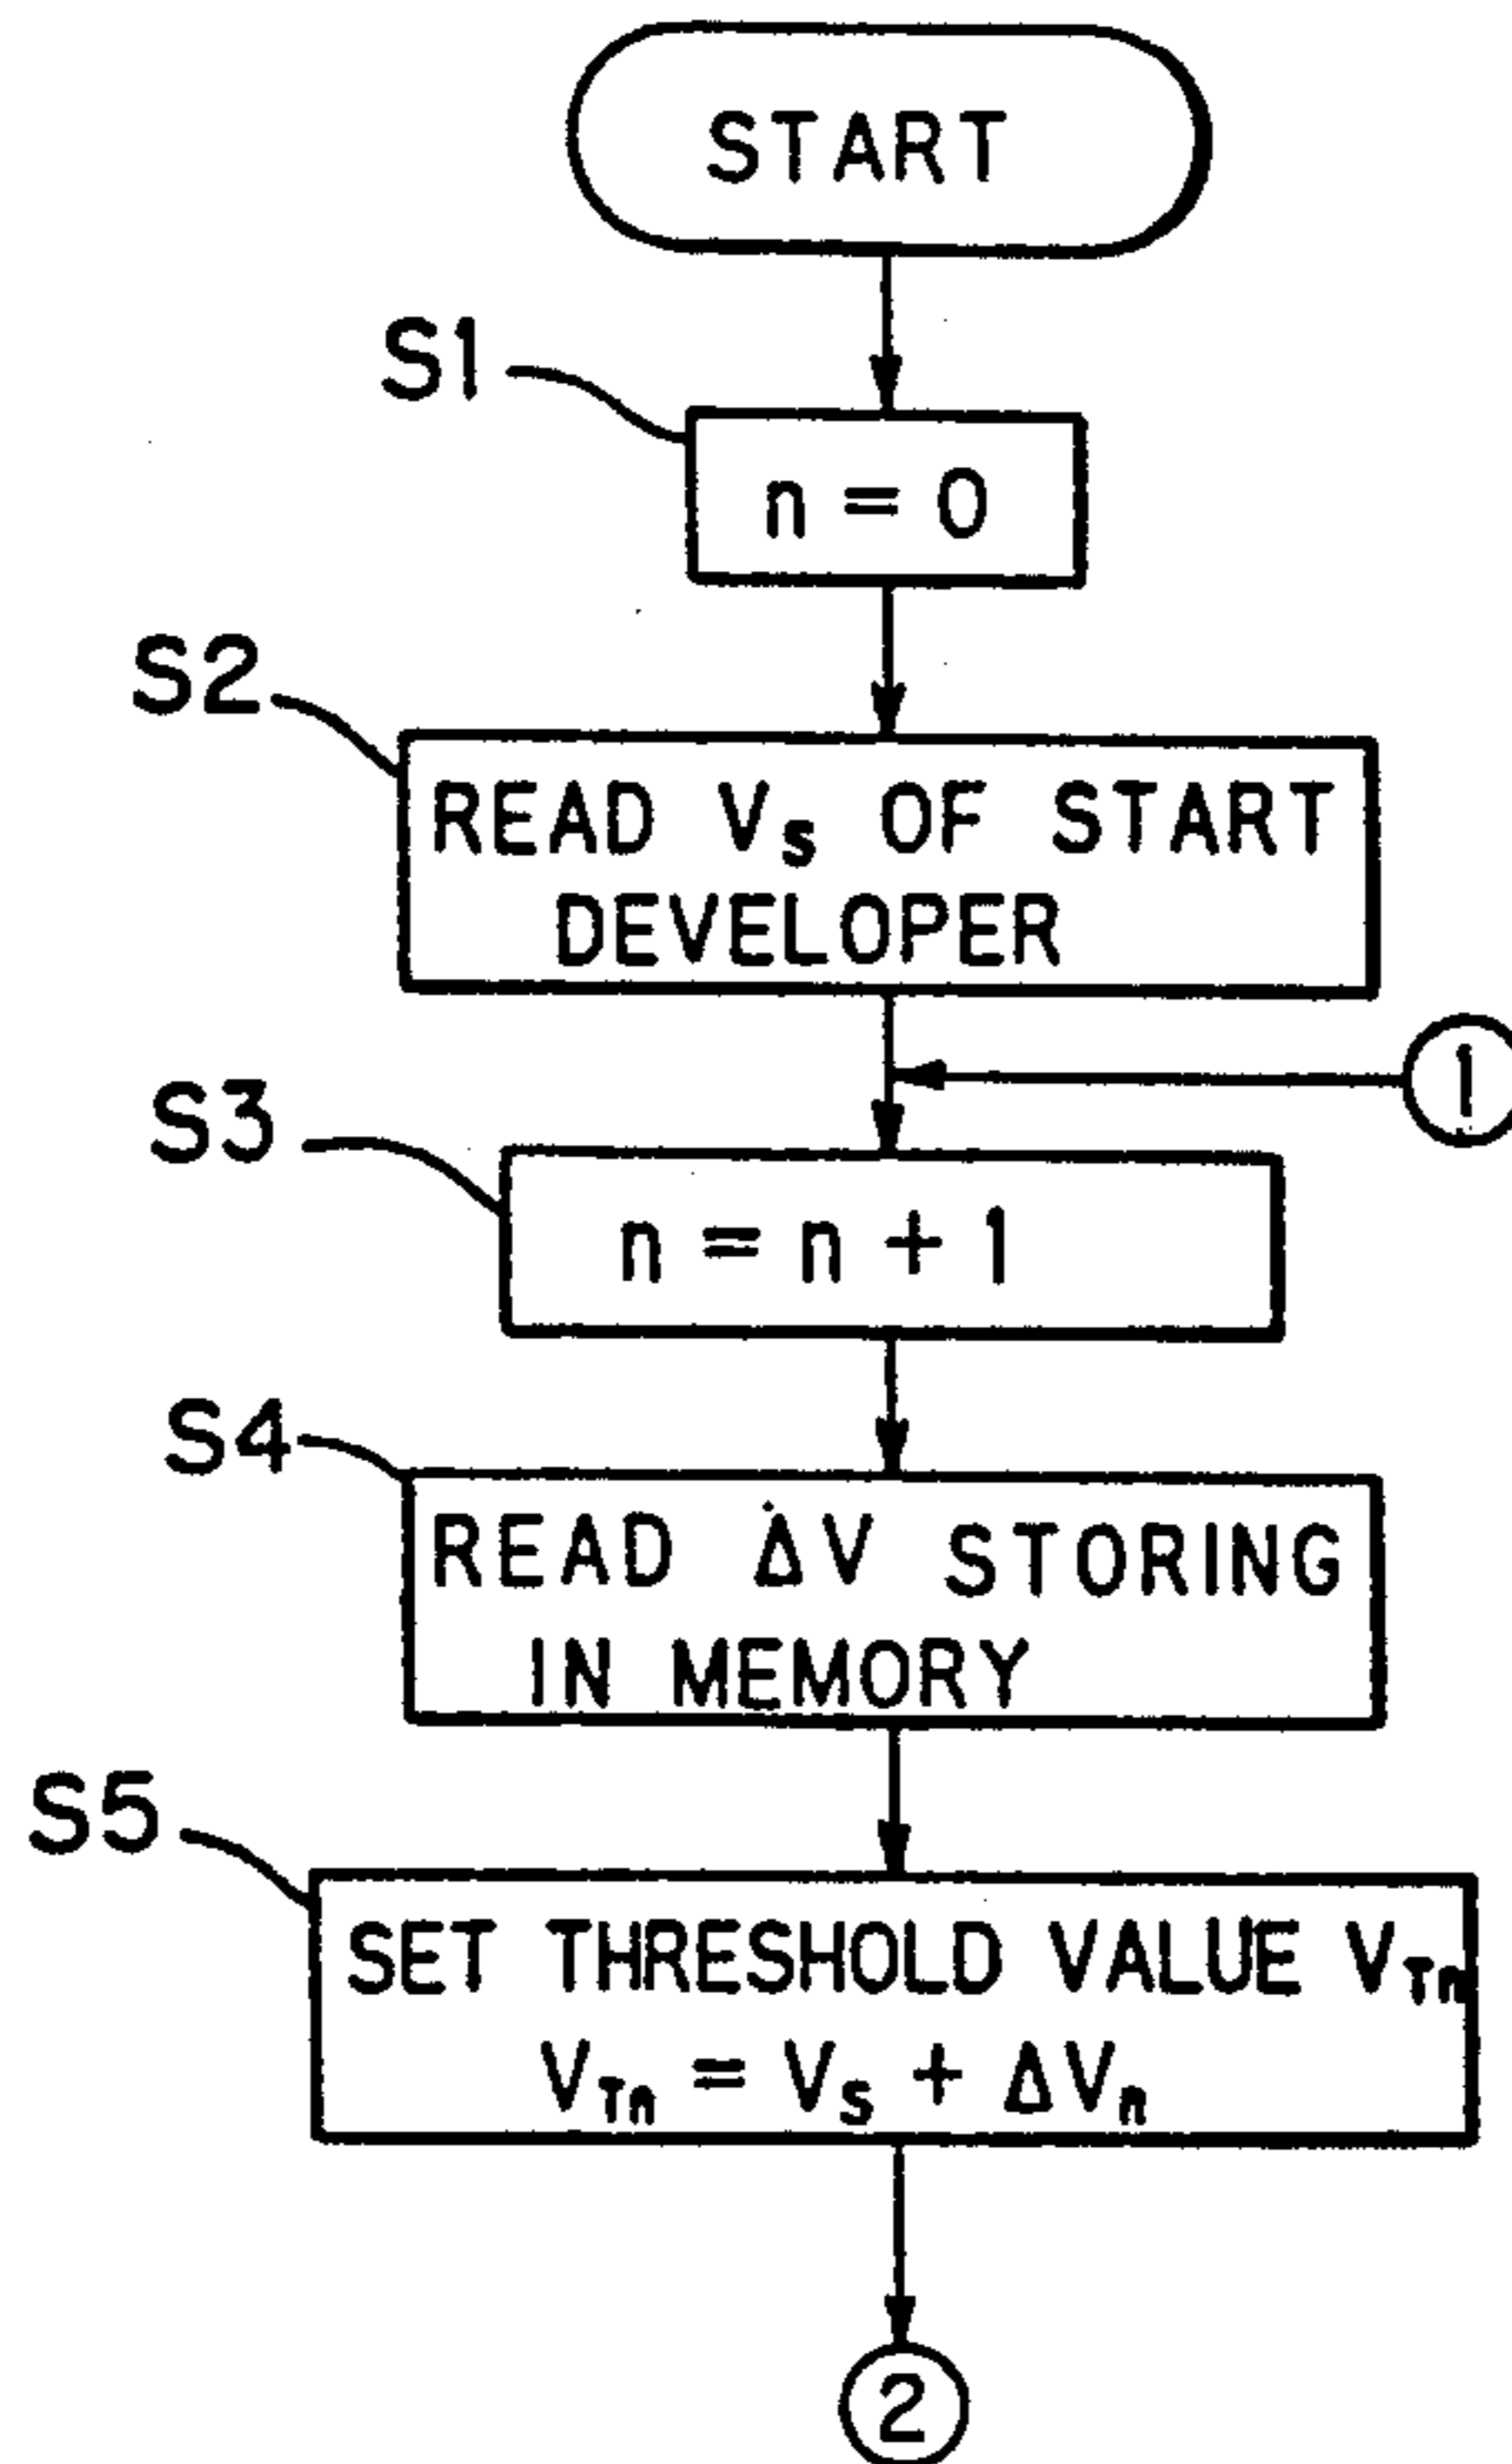 START
S1
n = 0
S2
READ Vs OF START
DEVELOPER
1
S3
n = n + 1
S4
READ ΔV STORING
IN MEMORY
S5
SET THRESHOLD VALUE VTn
VTn = Vs + ΔVn
2